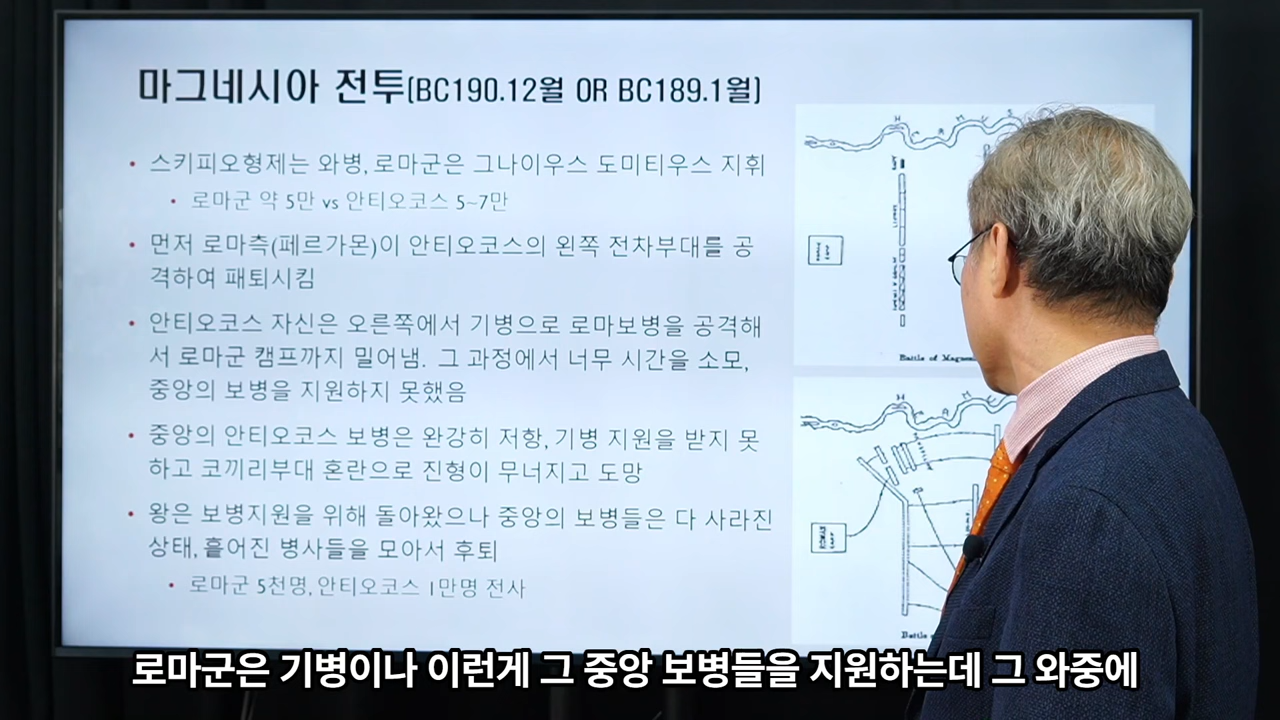 마그네시아 전투(BC190.12월 OR BC189.1월)
• 스키피오형제는 와병, 로마군은 그나이우스 도미티우스 지휘
• 로마군 약 5만 vs 안티오코스 5~7만
• 먼저 로마측(페르가몬)이 안티오코스의 왼쪽 전차부대를 공
격하여 패퇴시킴
• 안티오코스 자신은 오른쪽에서 기병으로 로마보병을 공격해
서 로마군 캠프까지 밀어냄. 그 과정에서 너무 시간을 소모,
중앙의 보병을 지원하지 못했음
• 중앙의 안티오코스 보병은 완강히 저항, 기병 지원을 받지 못
하고 코끼리부대 혼란으로 진형이 무너지고 도망
• 왕은 보병지원을 위해 돌아왔으나 중앙의 보병들은 다 사라진
상태, 흩어진 병사들을 모아서 후퇴
• 로마군 5천명, 안티오코스 1만명 전사
H
M
U
S
Battle of
H
M
Battle
로마군은 기병이나 이런게 그 중앙 보병들을 지원하는데 그 와중에